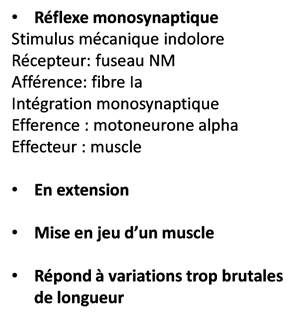 • Réflexe monosynaptique
Stimulus mécanique indolore
Récepteur: fuseau NM
Afférence: fibre Ia
Intégration monosynaptique
Efference : motoneurone alpha
Effecteur : muscle
• En extension
• Mise en jeu d'un muscle
• Répond à variations trop brutales
de longueur